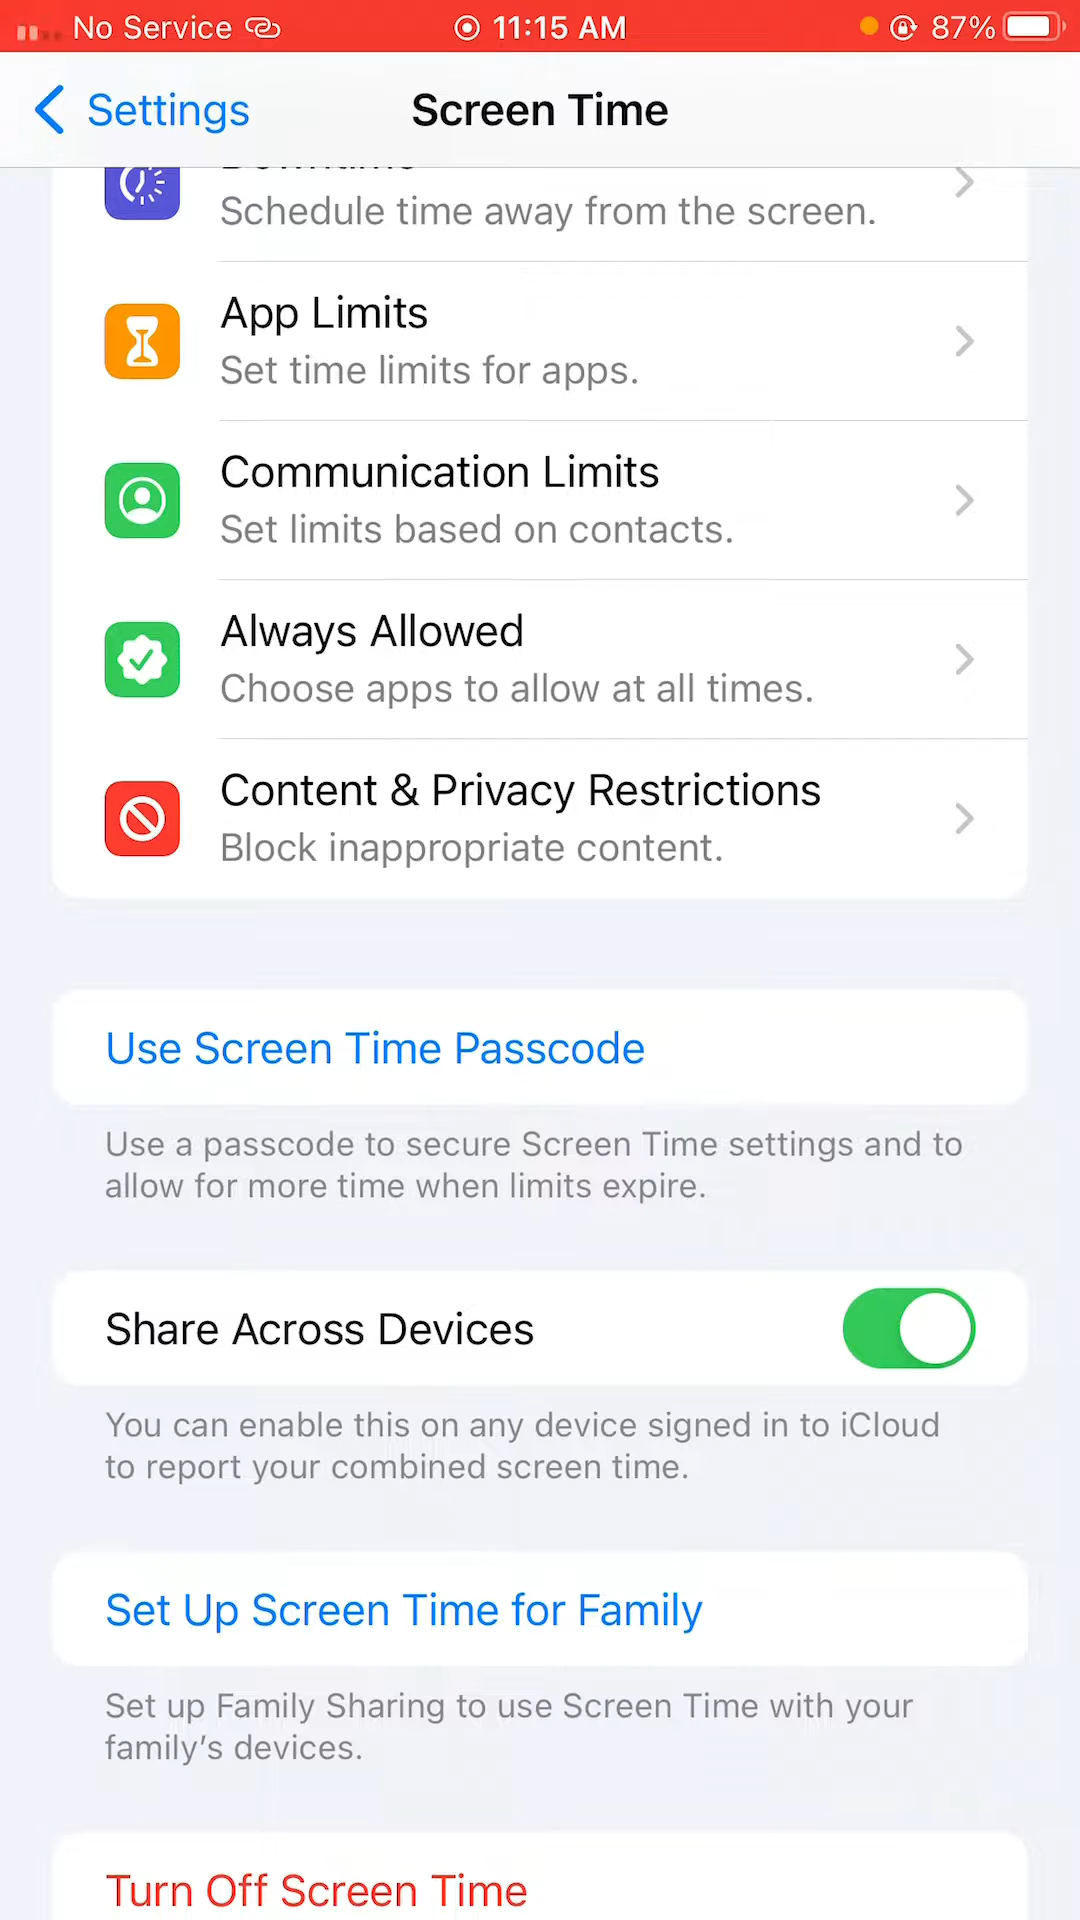 No Service 11:15 AM 87%
Settings Screen Time
Downtime
Schedule time away from the screen.
App Limits
Set time limits for apps.
Communication Limits
Set limits based on contacts.
Always Allowed
Choose apps to allow at all times.
Content & Privacy Restrictions
Block inappropriate content.
Use Screen Time Passcode
Use a passcode to secure Screen Time settings and to
allow for more time when limits expire.
Share Across Devices
You can enable this on any device signed in to iCloud
to report your combined screen time.
Set Up Screen Time for Family
Set up Family Sharing to use Screen Time with your
family’s devices.
Turn Off Screen Time